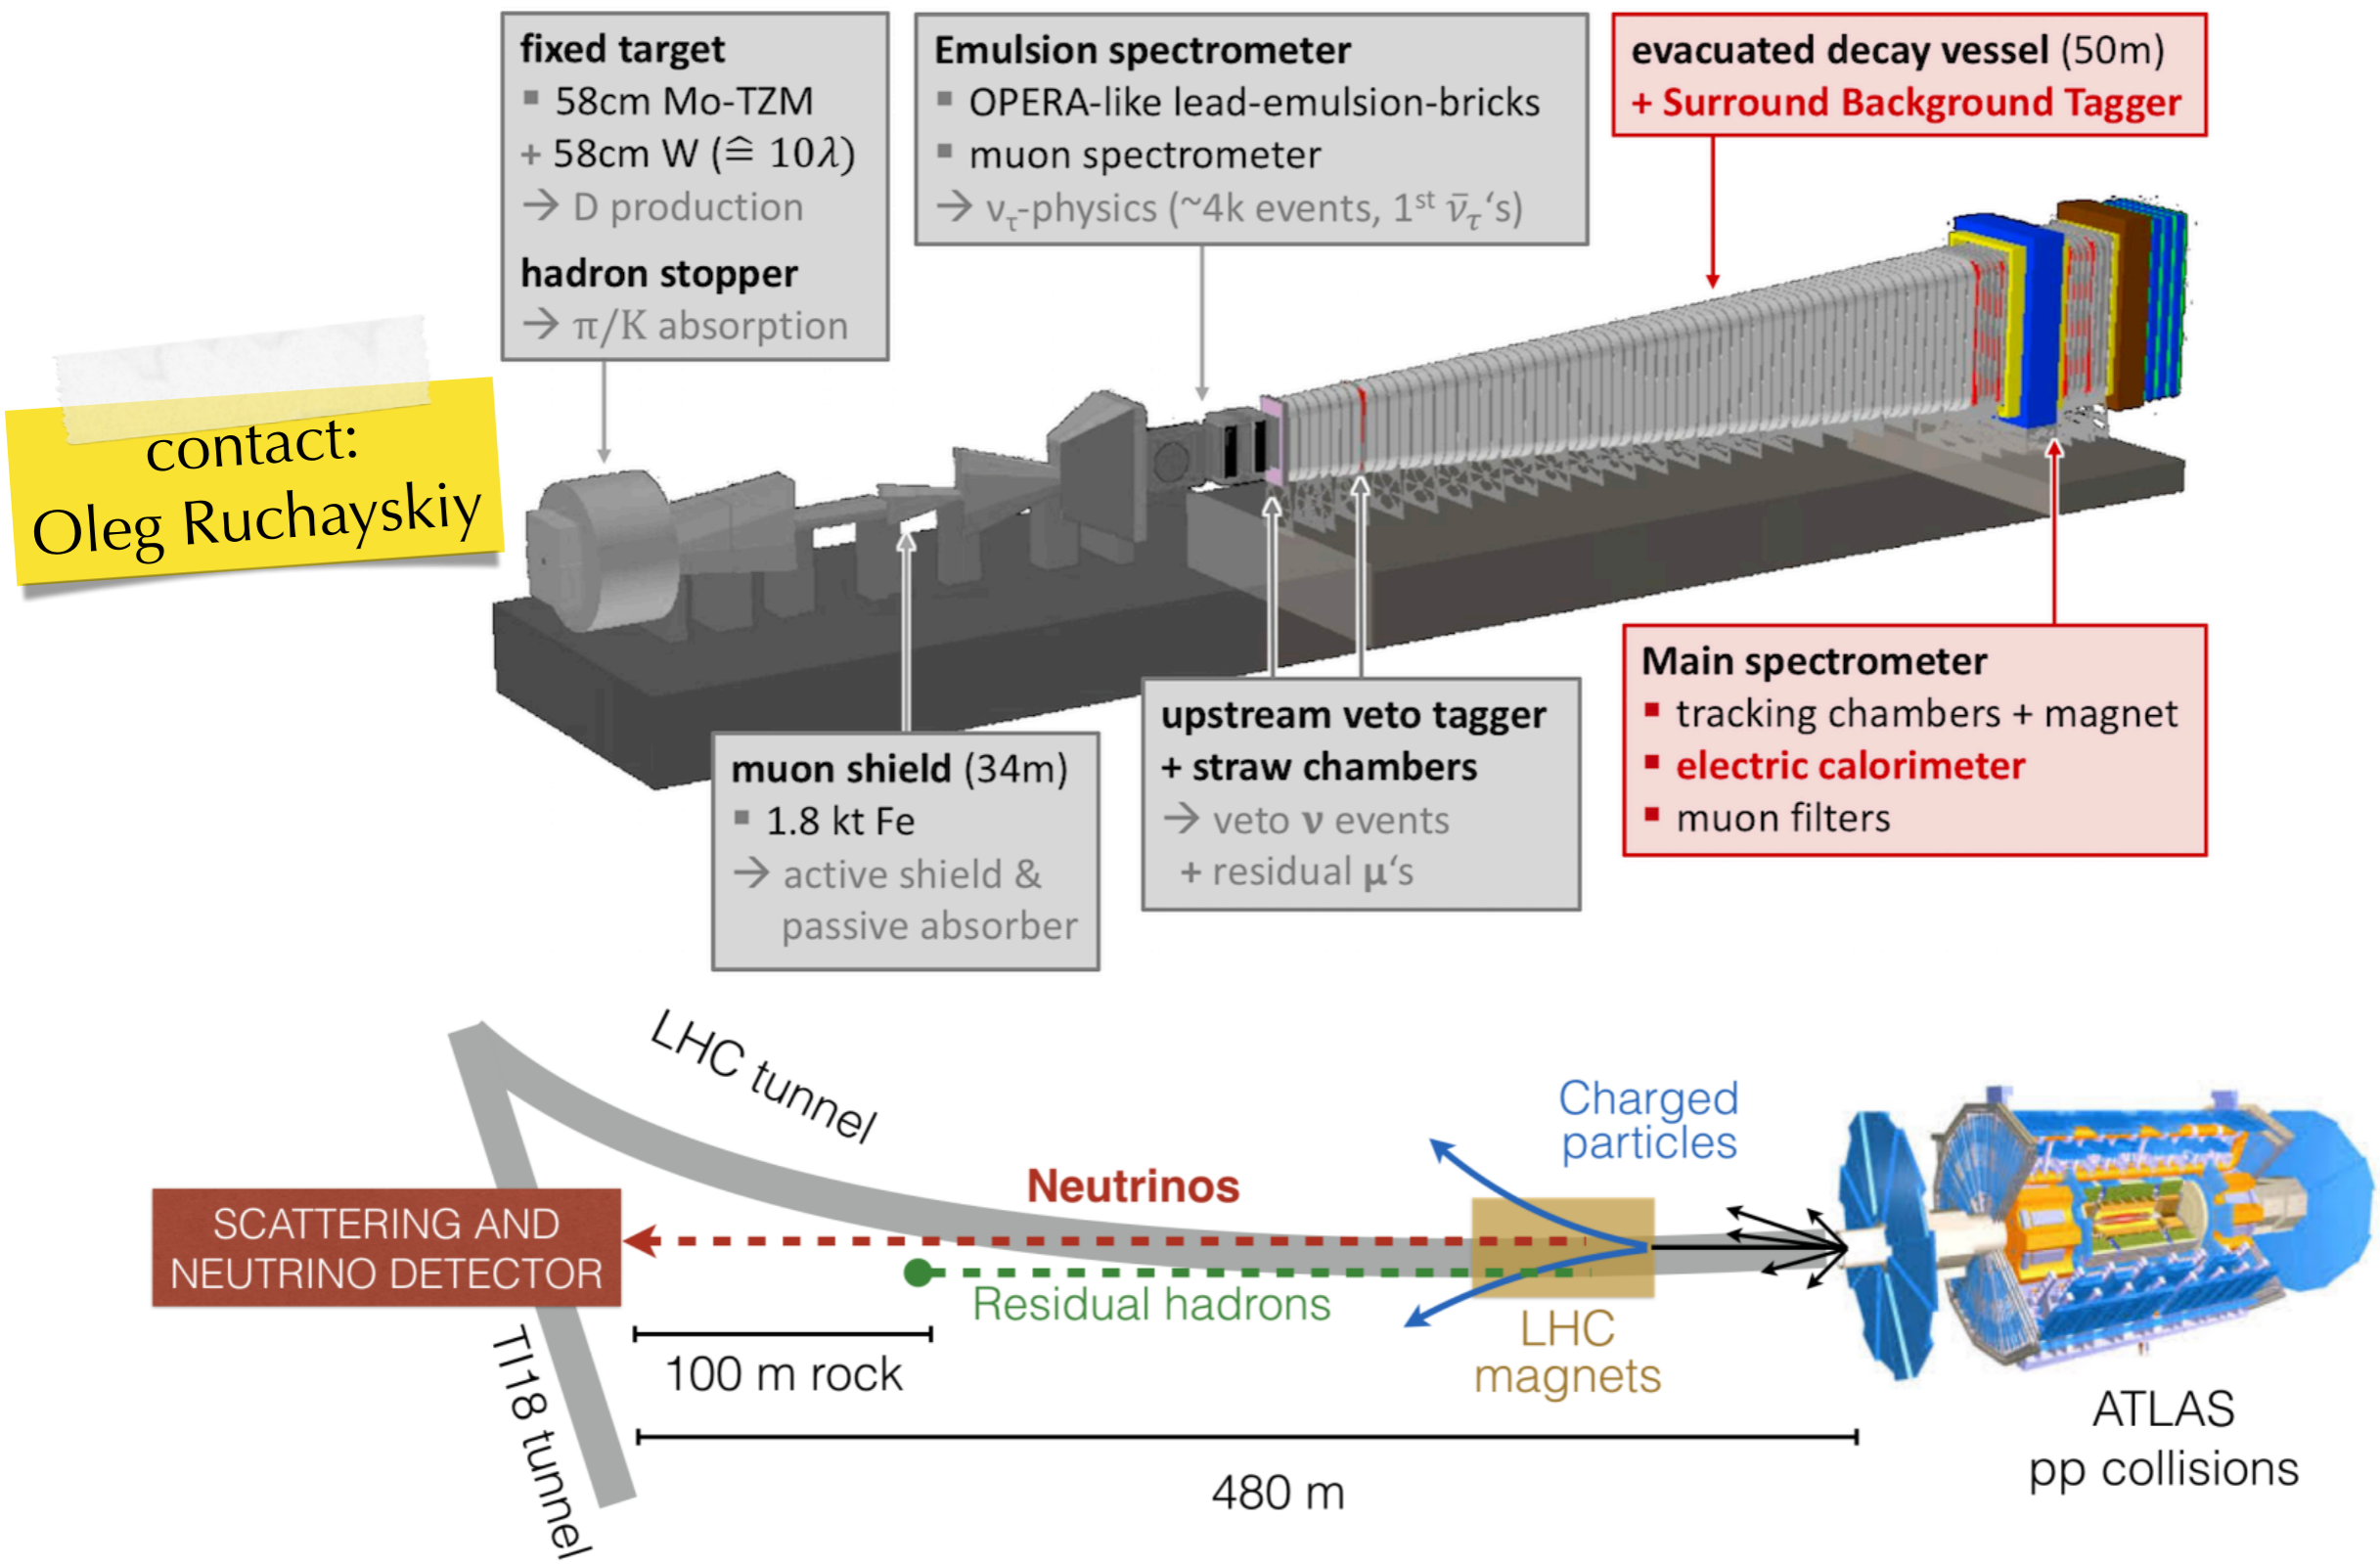 fixed target
▪ 58cm Mo-TZM
+ 58cm W (≙ 10λ)
→ D production
hadron stopper
→ π/K absorption
Emulsion spectrometer
▪ OPERA-like lead-emulsion-bricks
▪ muon spectrometer
→ ντ-physics (~4k events, 1st ν̄τ‘s)
evacuated decay vessel (50m)
+ Surround Background Tagger
contact:
Oleg Ruchayskiy
muon shield (34m)
▪ 1.8 kt Fe
→ active shield &
passive absorber
upstream veto tagger
+ straw chambers
→ veto ν events
+ residual μ‘s
Main spectrometer
▪ tracking chambers + magnet
▪ electric calorimeter
▪ muon filters
LHC tunnel
Charged
particles
Neutrinos
SCATTERING AND
NEUTRINO DETECTOR
Residual hadrons
LHC
magnets
100 m rock
TI18 tunnel
480 m
ATLAS
pp collisions